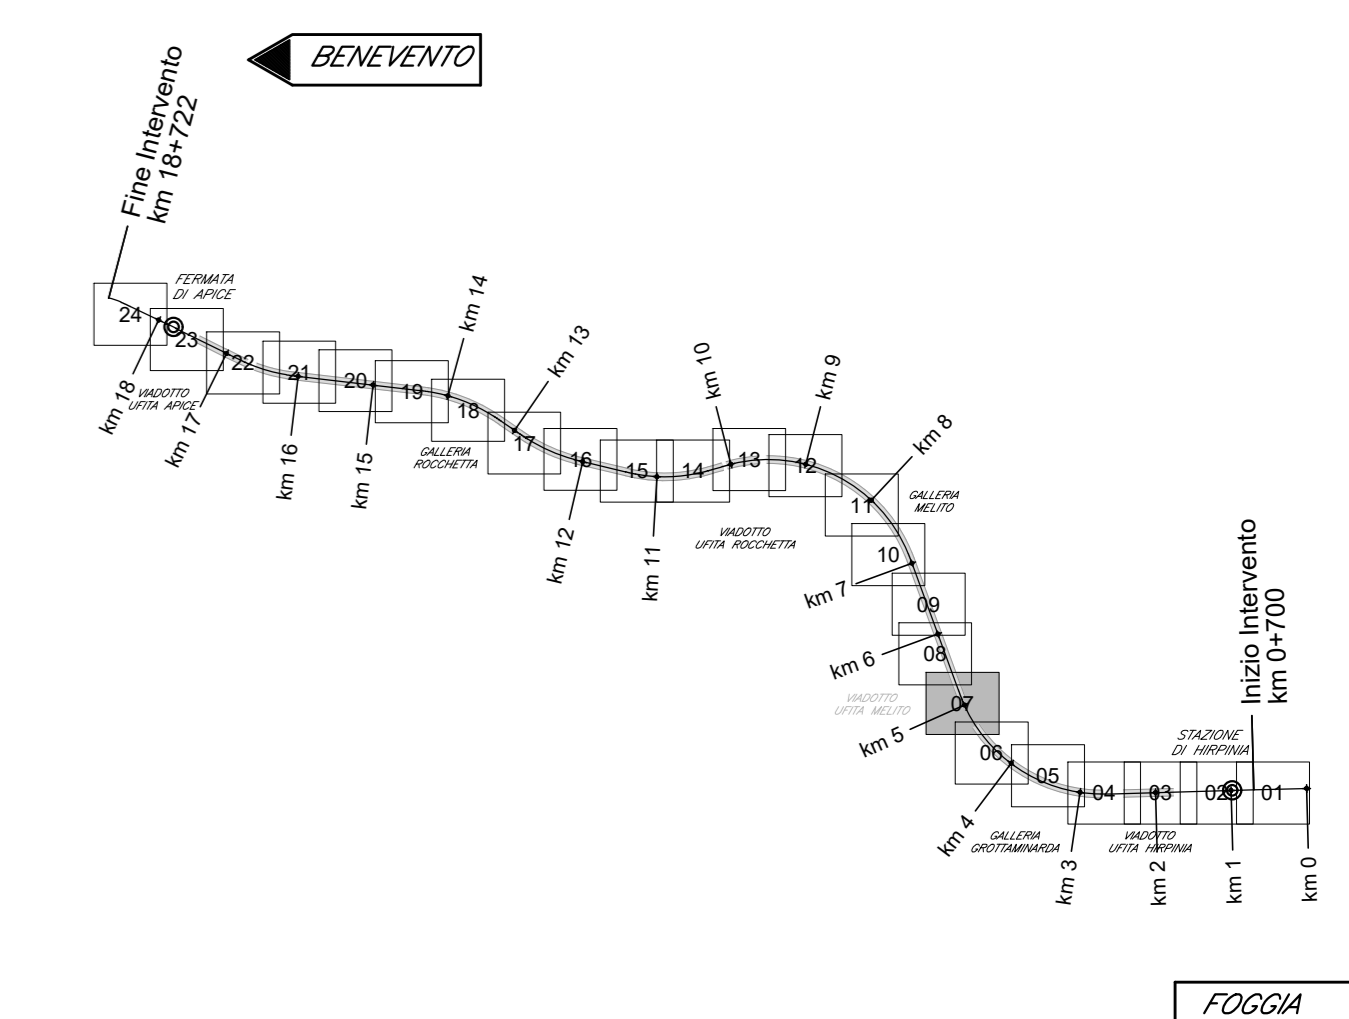 BENEVENTO
Fine Intervento
km 18+722
FERMATA
DI APICE
24
23
22
21
20
19
18
17
16
15
14
13
12
11
10
09
08
07
06
05
04
03
02
01
km 18
VIADOTTO
UFITA APICE
km 17
km 16
km 15
km 14
GALLERIA
ROCCHETTA
km 13
km 12
km 11
VIADOTTO
UFITA ROCCHETTA
km 10
km 9
km 8
GALLERIA
MELITO
km 7
km 6
VIADOTTO
UFITA MELITO
km 5
km 4
GALLERIA
GROTTAMINARDA
km 3
VIADOTTO
UFITA HIRPINIA
km 2
km 1
km 0
STAZIONE
DI HIRPINIA
Inizio Intervento
km 0+700
FOGGIA